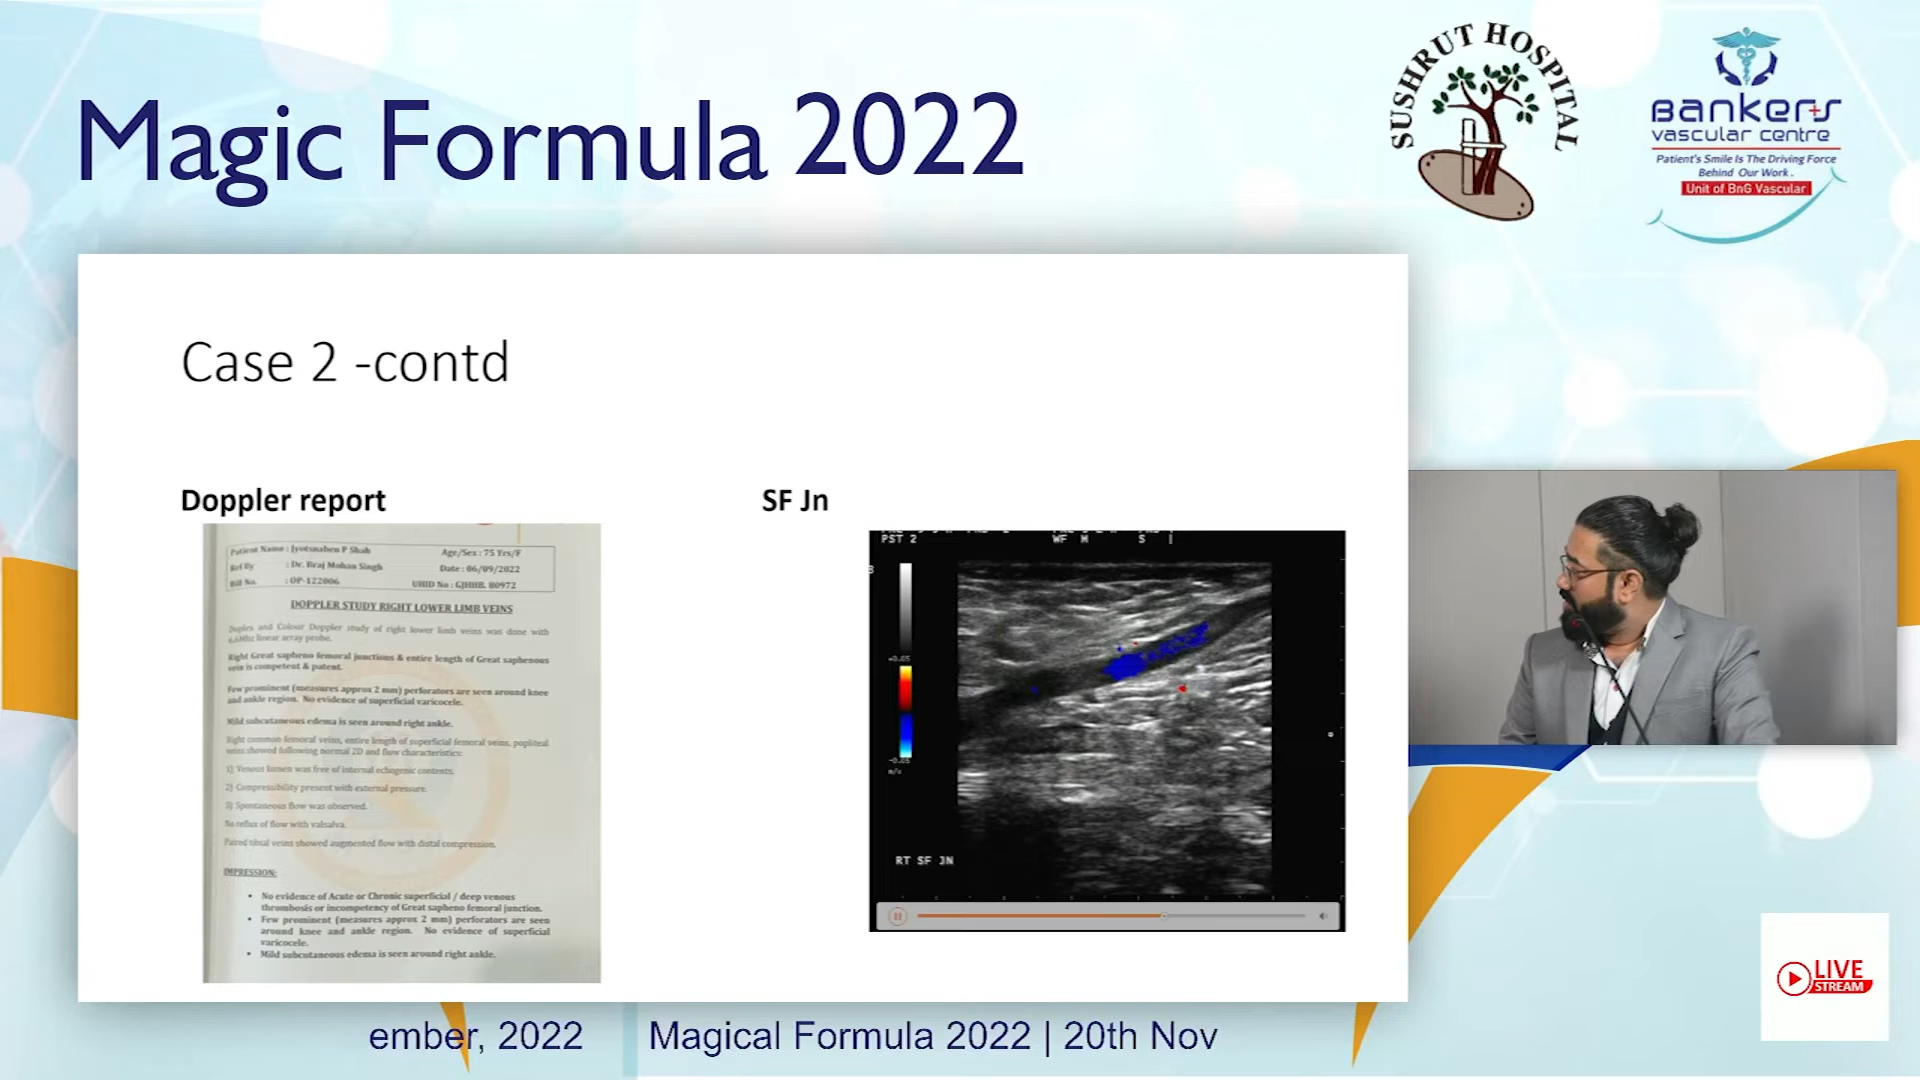 Magic Formula 2022
SUSHRUT HOSPITAL
Bankers
vascular centre
Patient's Smile Is The Driving Force
Behind Our Work.
Unit of BnG Vascular
Case 2 -contd
Doppler report
SF Jn
Patient Name : Jyotsnaben P Shah
Age/Sex : 75 Yrs/F
Ref By : Dr. Braj Mohan Singh
Date : 06/09/2022
Bill No. : OP-122006
UHID No : GJHHB. 80972
DOPPLER STUDY RIGHT LOWER LIMB VEINS
Duplex and Colour Doppler study of right lower limb veins was done with
linear array probe.
Right Great sapheno femoral junctions & entire length of Great saphenous
vein is competent & patent.
Few prominent (measures approx 2 mm) perforators are seen around knee
and ankle region. No evidence of superficial varicocele.
Mild subcutaneous edema is seen around right ankle.
Right common femoral veins, entire length of superficial femoral veins, popliteal
veins showed following normal 2D and flow characteristics:
1) Venous lumen was free of internal echogenic contents.
2) Compressibility present with external pressure.
3) Spontaneous flow was observed.
No reflux of flow with valsalva.
Paired tibial veins showed augmented flow with distal compression.
IMPRESSION:
• No evidence of Acute or Chronic superficial / deep venous
thrombosis or incompetency of Great sapheno femoral junction.
• Few prominent (measures approx 2 mm) perforators are seen
around knee and ankle region. No evidence of superficial
varicocele.
• Mild subcutaneous edema is seen around right ankle.
PST 2
WF M
S
+0.05
-0.05
m/s
RT SF JN
LIVE
STREAM
ember, 2022
Magical Formula 2022 | 20th Nov